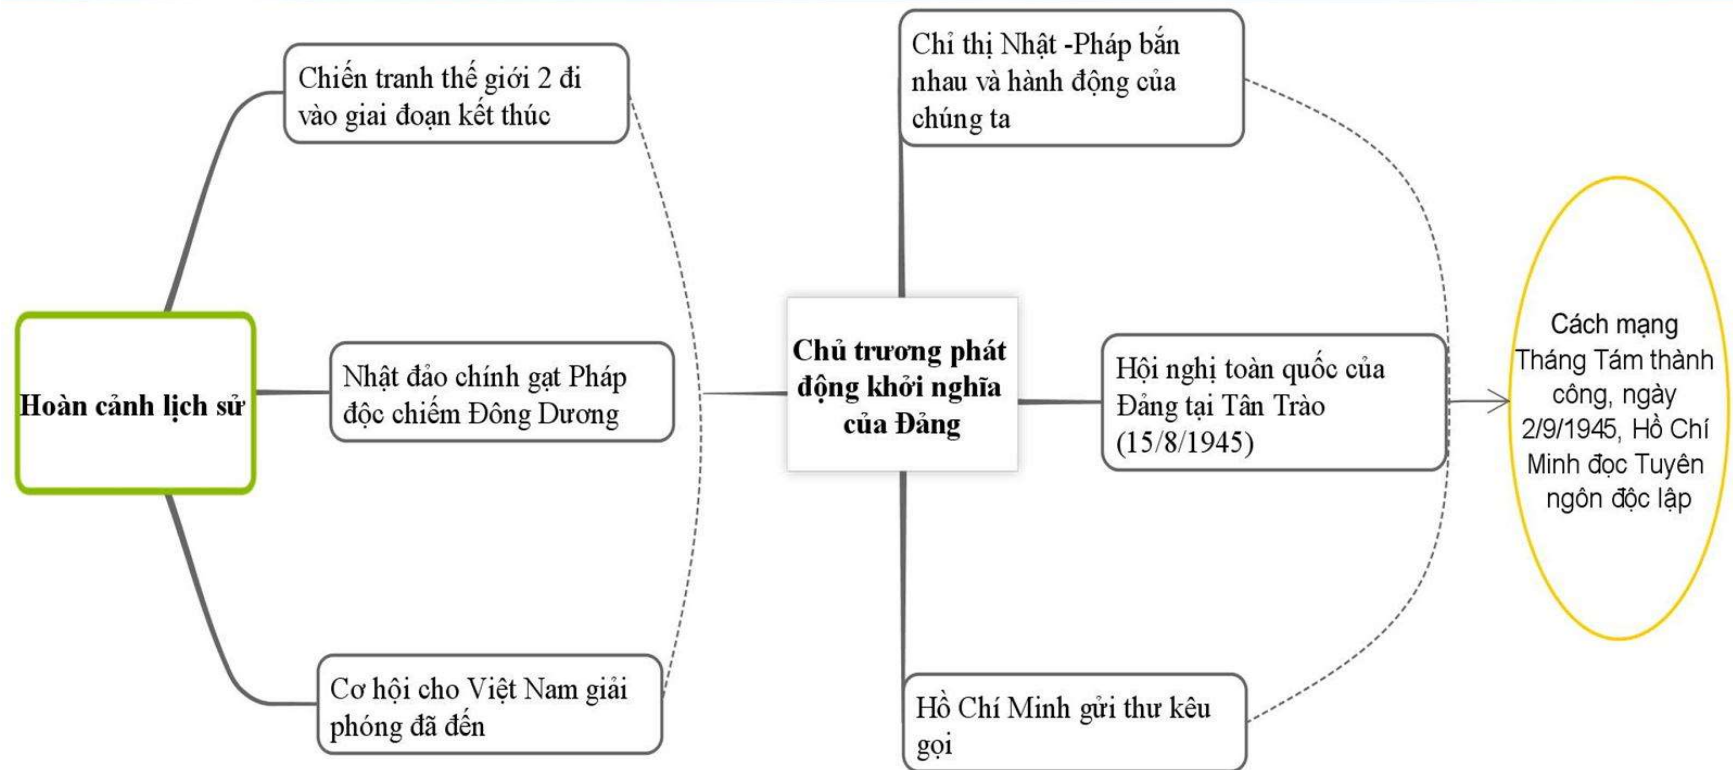 Hoàn cảnh lịch sử
Chiến tranh thế giới 2 đi
vào giai đoạn kết thúc
Nhật đảo chính gạt Pháp
độc chiếm Đông Dương
Cơ hội cho Việt Nam giải
phóng đã đến
Chủ trương phát
động khởi nghĩa
của Đảng
Chỉ thị Nhật -Pháp bắn
nhau và hành động của
chúng ta
Hội nghị toàn quốc của
Đảng tại Tân Trào
(15/8/1945)
Hồ Chí Minh gửi thư kêu
gọi
Cách mạng
Tháng Tám thành
công, ngày
2/9/1945, Hồ Chí
Minh đọc Tuyên
ngôn độc lập